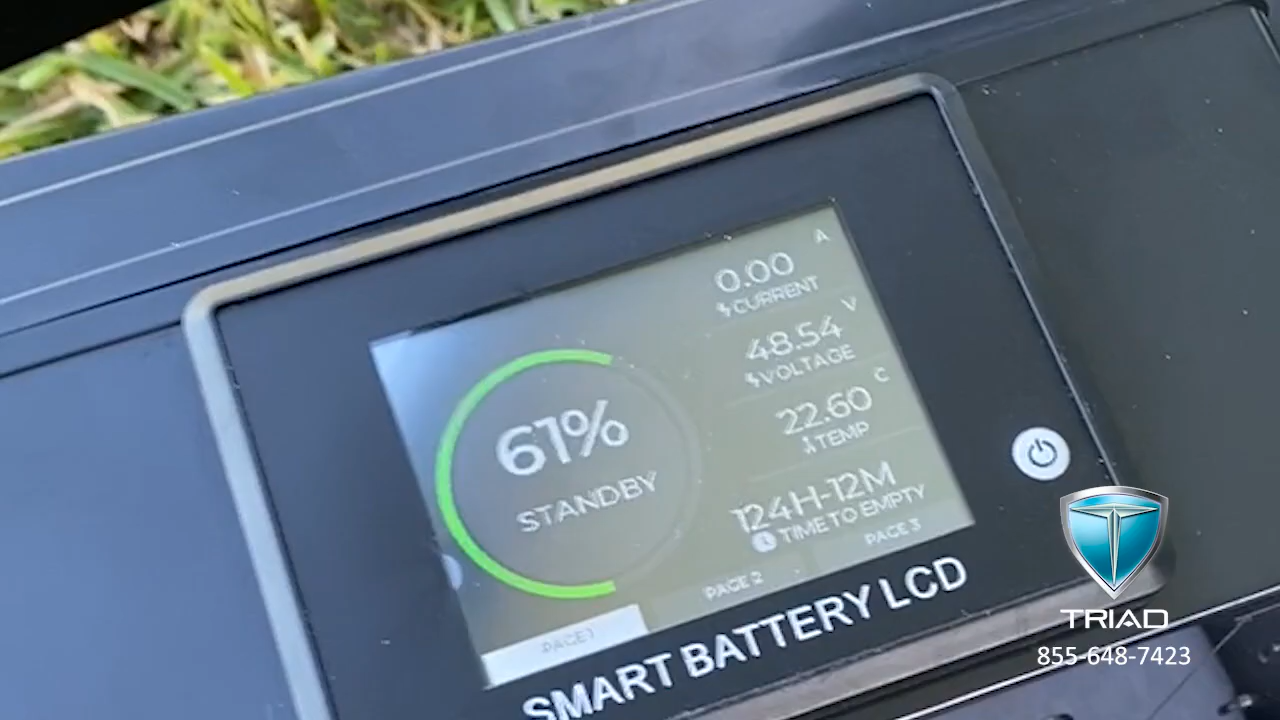 61%
STANDBY
A
0.00
CURRENT
V
48.54
VOLTAGE
C
22.60
TEMP
124H-12M
TIME TO EMPTY
PAGE 1
PAGE 2
PAGE 3
SMART BATTERY LCD
TRIAD
855-648-7423